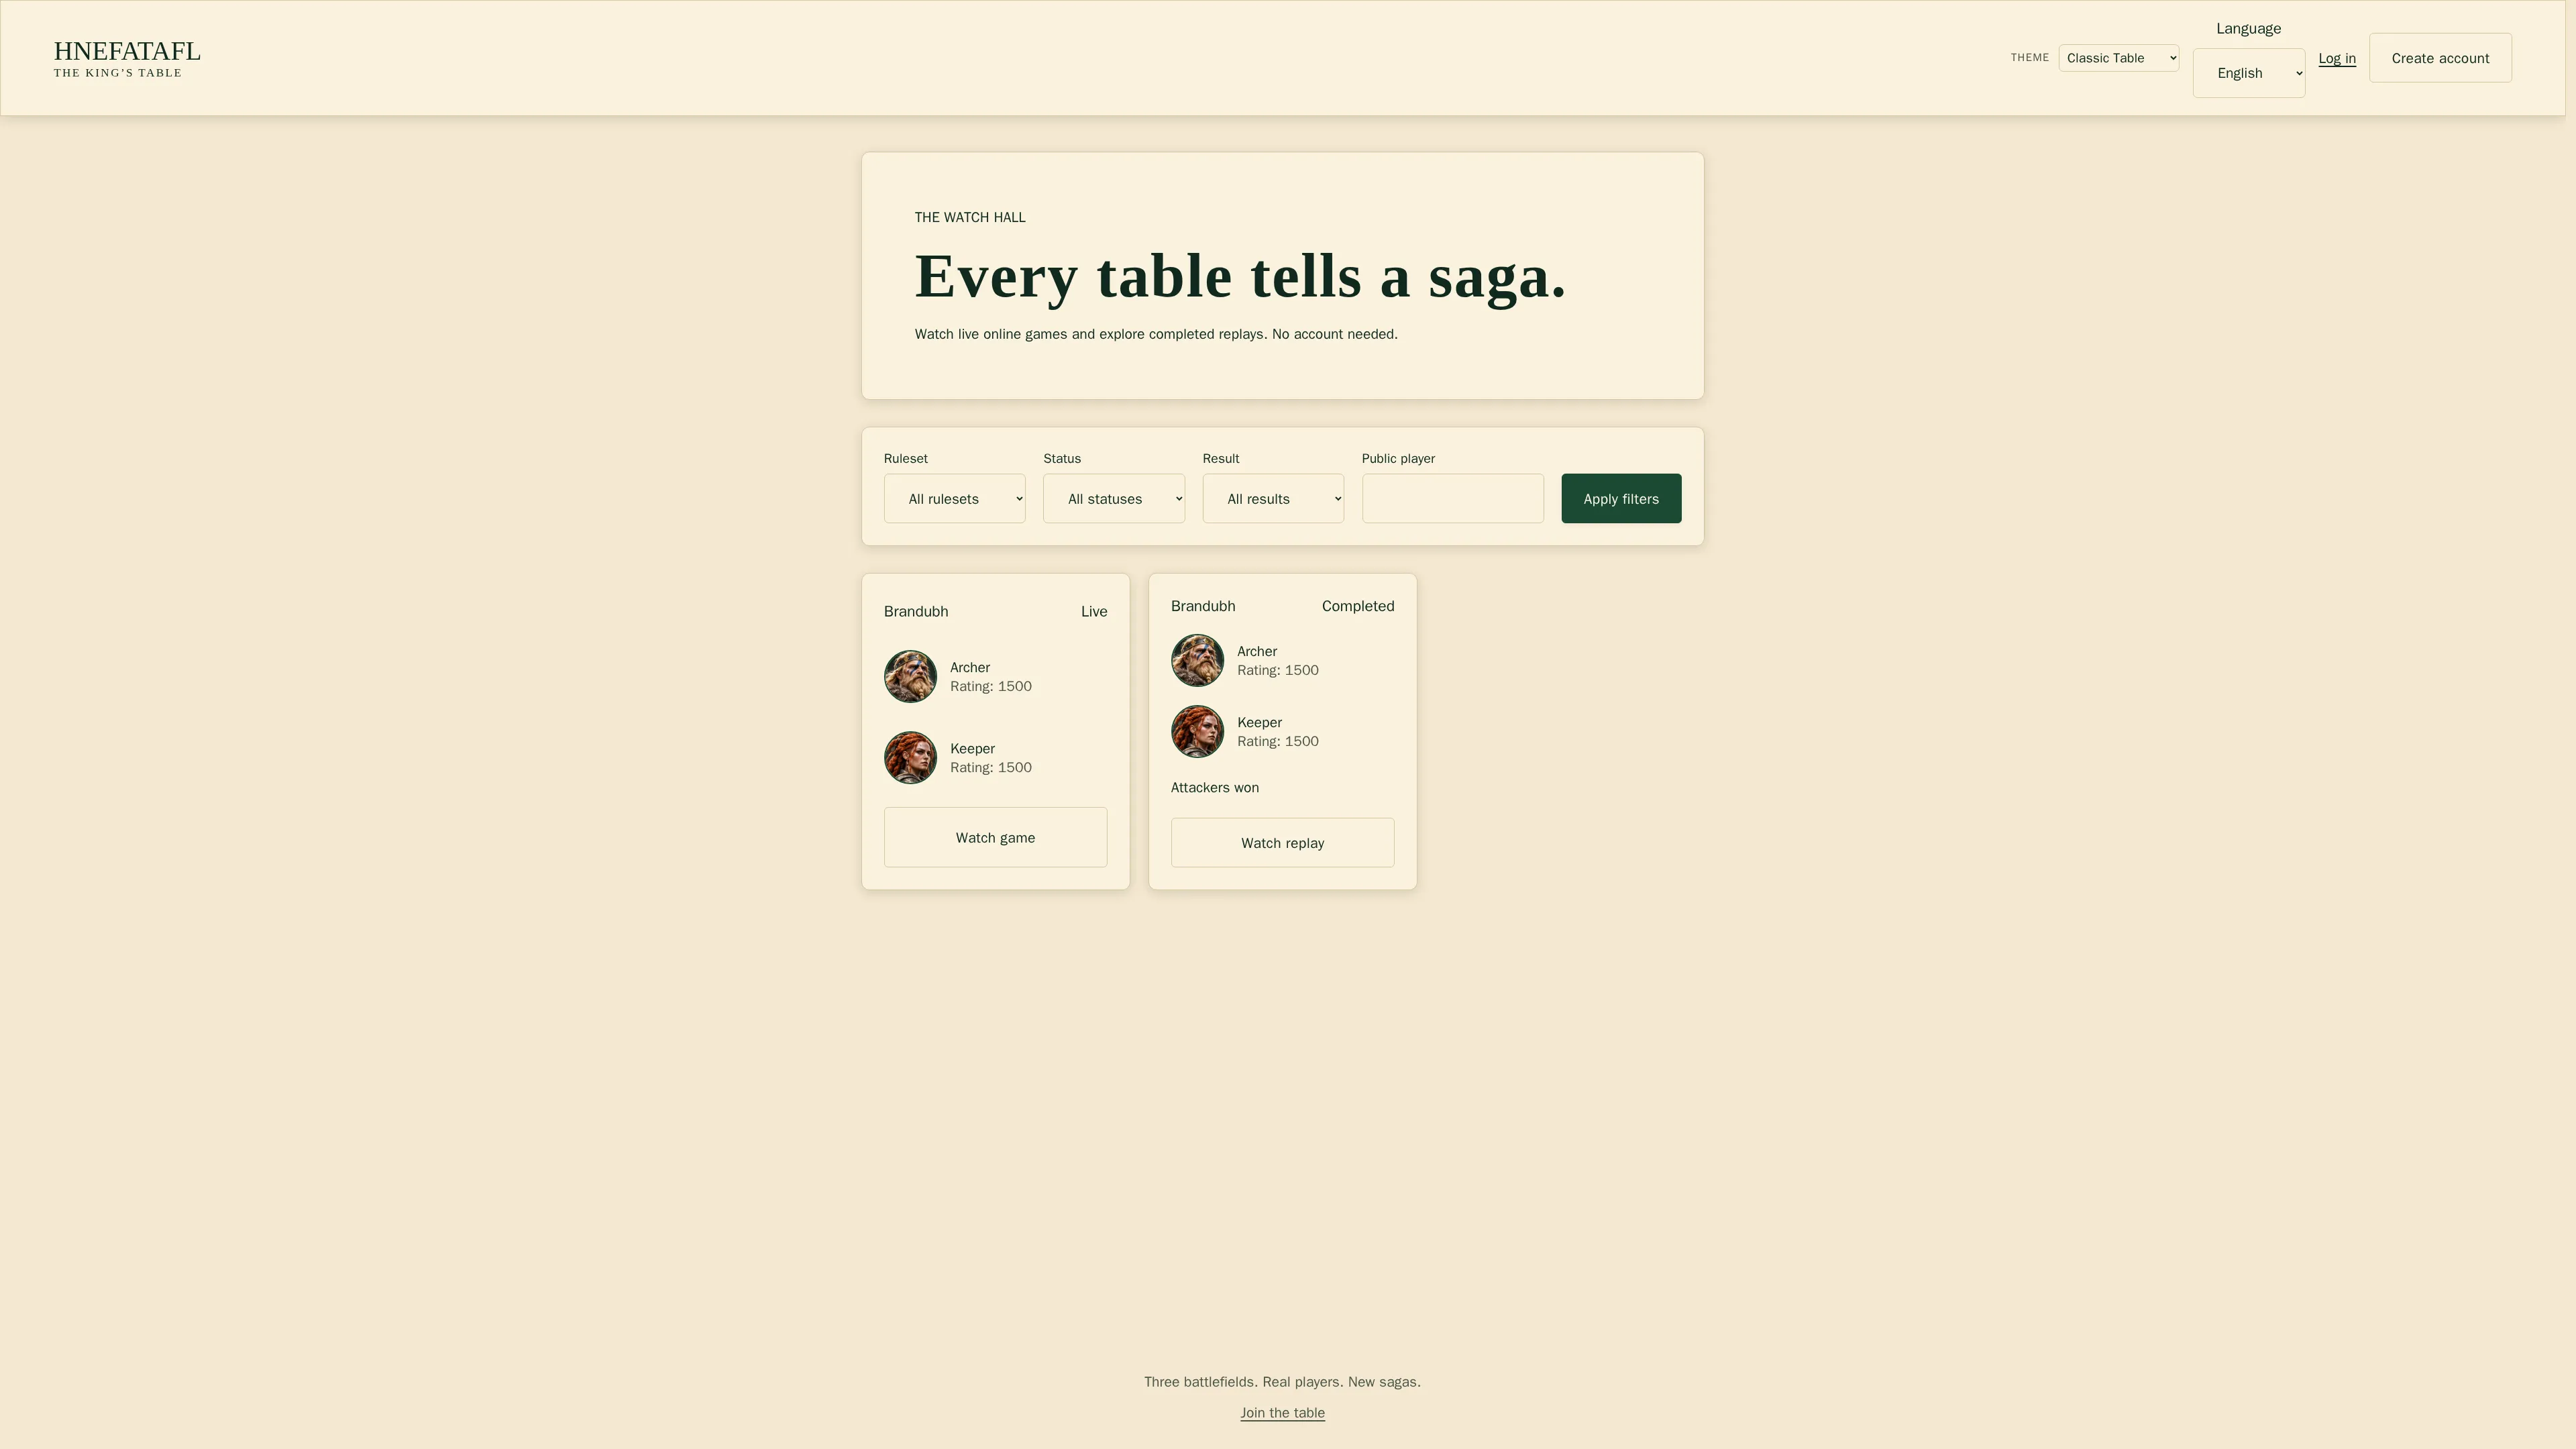 HNEFATAFL
THE KING'S TABLE
THEME
Classic Table
Language
English
Log in
Create account
THE WATCH HALL
Every table tells a saga.
Watch live online games and explore completed replays. No account needed.
Ruleset
Status
Result
Public player
All rulesets
All statuses
All results
Apply filters
Brandubh
Live
Archer
Rating: 1500
Keeper
Rating: 1500
Watch game
Brandubh
Completed
Archer
Rating: 1500
Keeper
Rating: 1500
Attackers won
Watch replay
Three battlefields. Real players. New sagas.
Join the table